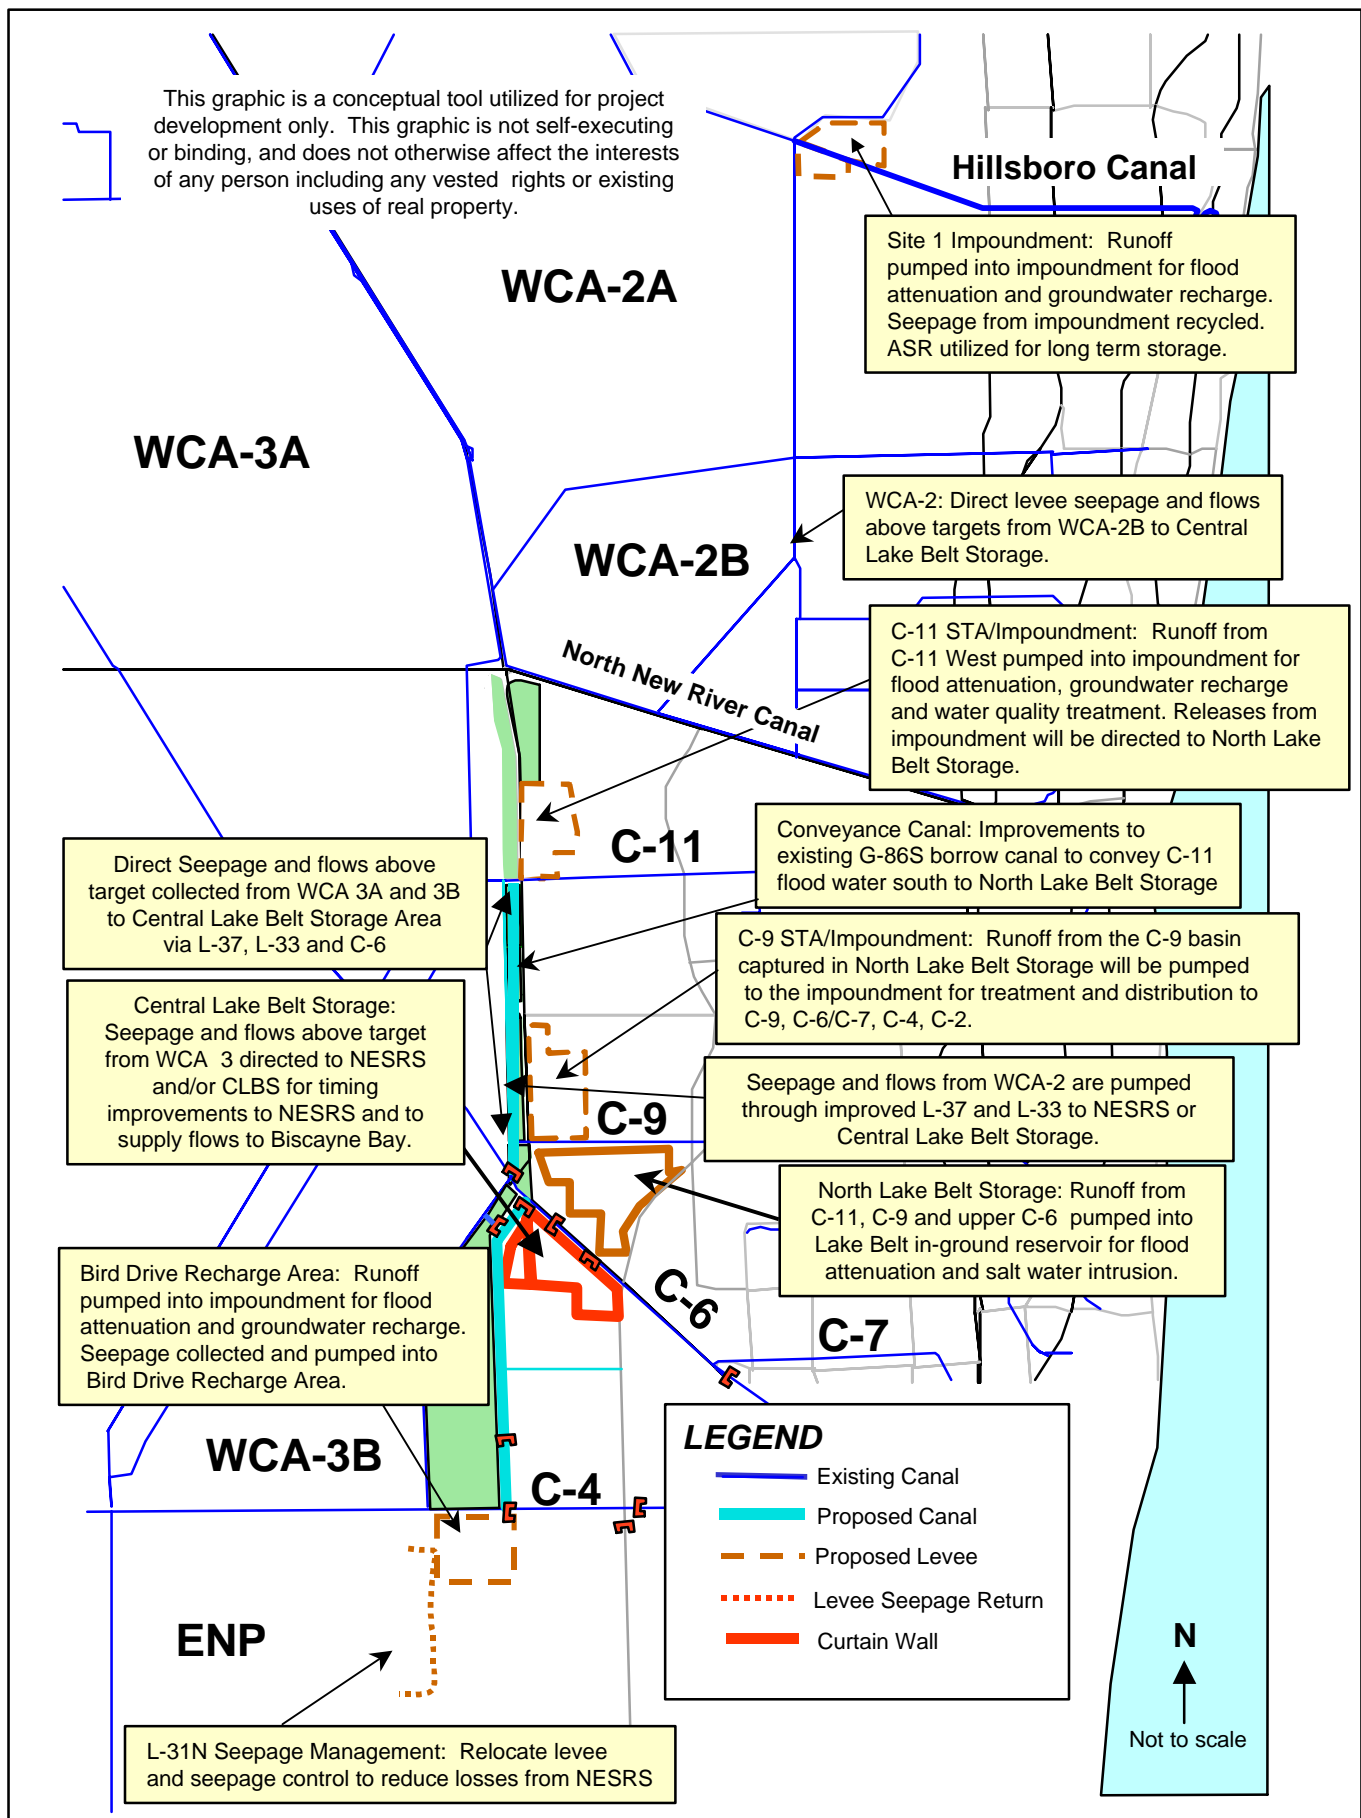 This graphic is a conceptual tool utilized for project
development only.  This graphic is not self-executing
or binding, and does not otherwise affect the interests
of any person including any vested  rights or existing
uses of real property.
Hillsboro Canal
Site 1 Impoundment:  Runoff
pumped into impoundment for flood
attenuation and groundwater recharge.
Seepage from impoundment recycled.
ASR utilized for long term storage.
WCA-2A
WCA-3A
WCA-2: Direct levee seepage and flows
above targets from WCA-2B to Central
Lake Belt Storage.
WCA-2B
C-11 STA/Impoundment:  Runoff from
C-11 West pumped into impoundment for
flood attenuation, groundwater recharge
and water quality treatment. Releases from
impoundment will be directed to North Lake
Belt Storage.
North New River Canal
C-11
Conveyance Canal: Improvements to
existing G-86S borrow canal to convey C-11
flood water south to North Lake Belt Storage
Direct Seepage and flows above
target collected from WCA 3A and 3B
to Central Lake Belt Storage Area
via L-37, L-33 and C-6
C-9 STA/Impoundment:  Runoff from the C-9 basin
captured in North Lake Belt Storage will be pumped
to the impoundment for treatment and distribution to
C-9, C-6/C-7, C-4, C-2.
Central Lake Belt Storage:
Seepage and flows above target
from WCA  3 directed to NESRS
and/or CLBS for timing
improvements to NESRS and to
supply flows to Biscayne Bay.
Seepage and flows from WCA-2 are pumped
through improved L-37 and L-33 to NESRS or
Central Lake Belt Storage.
C-9
North Lake Belt Storage: Runoff from
C-11, C-9 and upper C-6  pumped into
Lake Belt in-ground reservoir for flood
attenuation and salt water intrusion.
Bird Drive Recharge Area:  Runoff
pumped into impoundment for flood
attenuation and groundwater recharge.
Seepage collected and pumped into
Bird Drive Recharge Area.
C-6
C-7
WCA-3B
C-4
LEGEND
Existing Canal
Proposed Canal
Proposed Levee
Levee Seepage Return
Curtain Wall
ENP
N
Not to scale
L-31N Seepage Management:  Relocate levee
and seepage control to reduce losses from NESRS